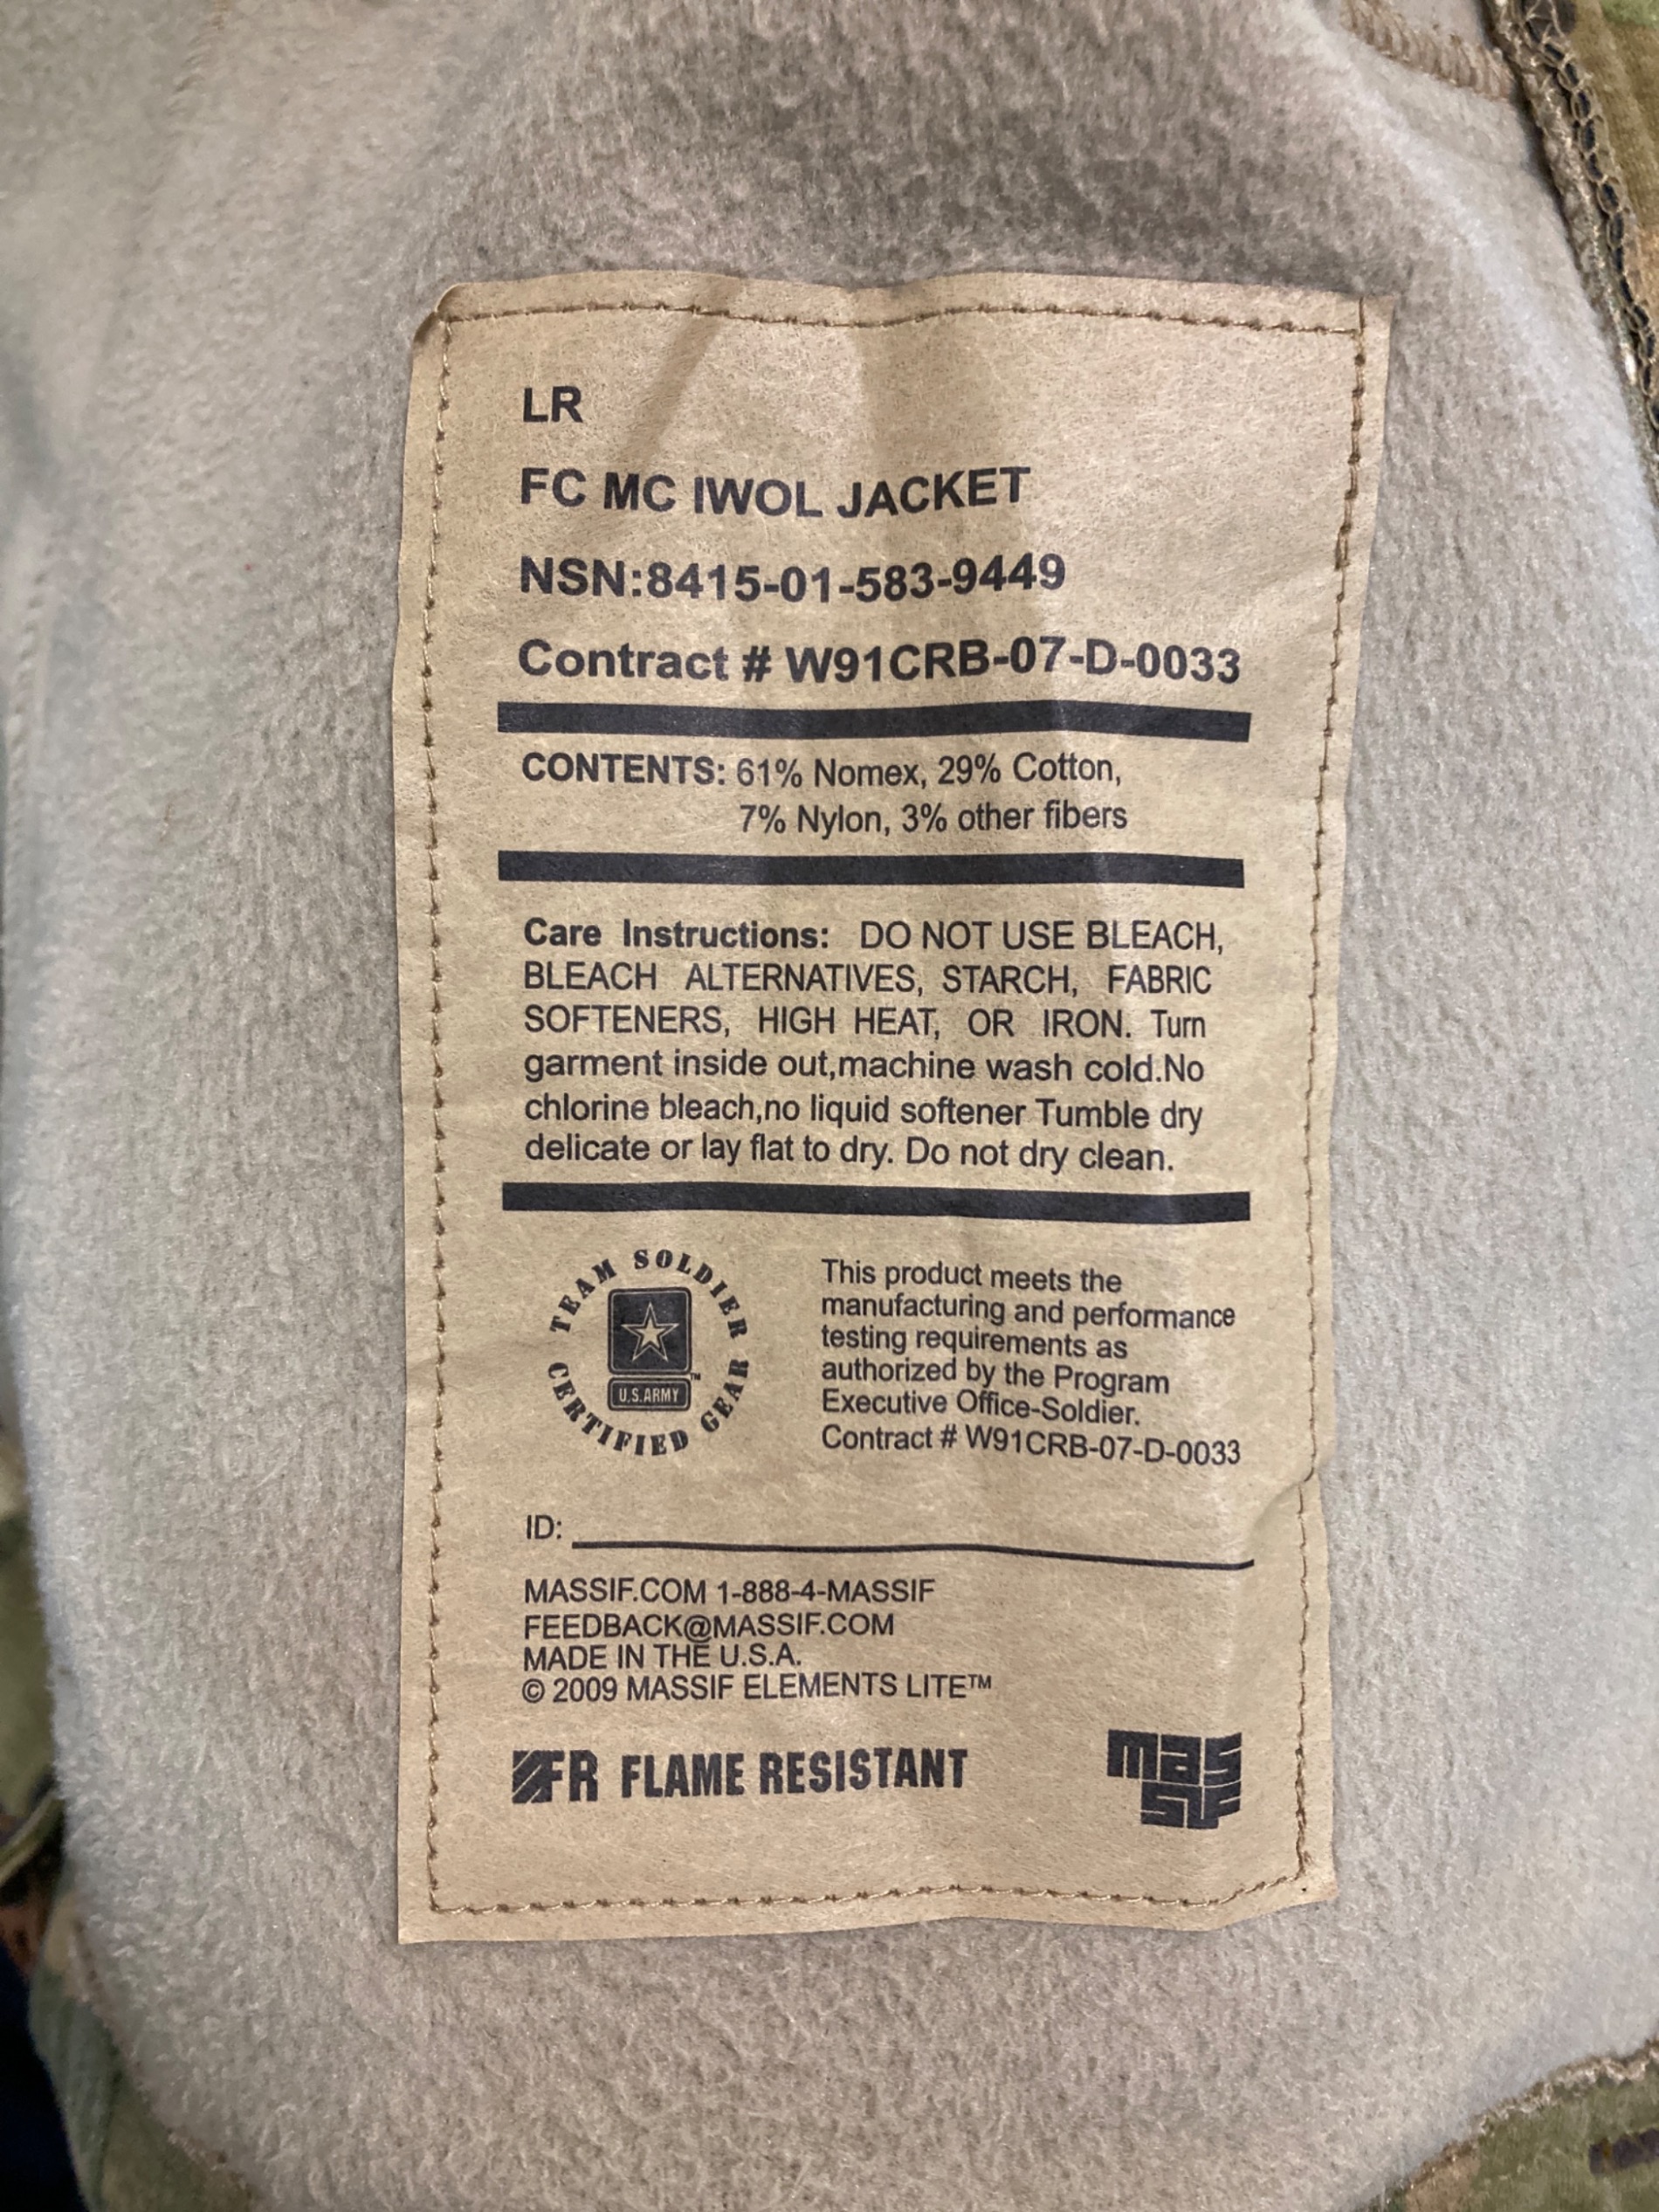 LR
FC MC IWOL JACKET
NSN:8415-01-583-9449
Contract # W91CRB-07-D-0033
CONTENTS: 61% Nomex, 29% Cotton,
7% Nylon, 3% other fibers
Care Instructions: DO NOT USE BLEACH,
BLEACH ALTERNATIVES, STARCH, FABRIC
SOFTENERS, HIGH HEAT, OR IRON. Turn
garment inside out,machine wash cold.No
chlorine bleach,no liquid softener Tumble dry
delicate or lay flat to dry. Do not dry clean.
TEAM SOLDIER
U.S.ARMY™
CERTIFIED GEAR
This product meets the
manufacturing and performance
testing requirements as
authorized by the Program
Executive Office-Soldier.
Contract # W91CRB-07-D-0033
ID:
MASSIF.COM 1-888-4-MASSIF
FEEDBACK@MASSIF.COM
MADE IN THE U.S.A.
© 2009 MASSIF ELEMENTS LITE™
FR FLAME RESISTANT
mas
sif